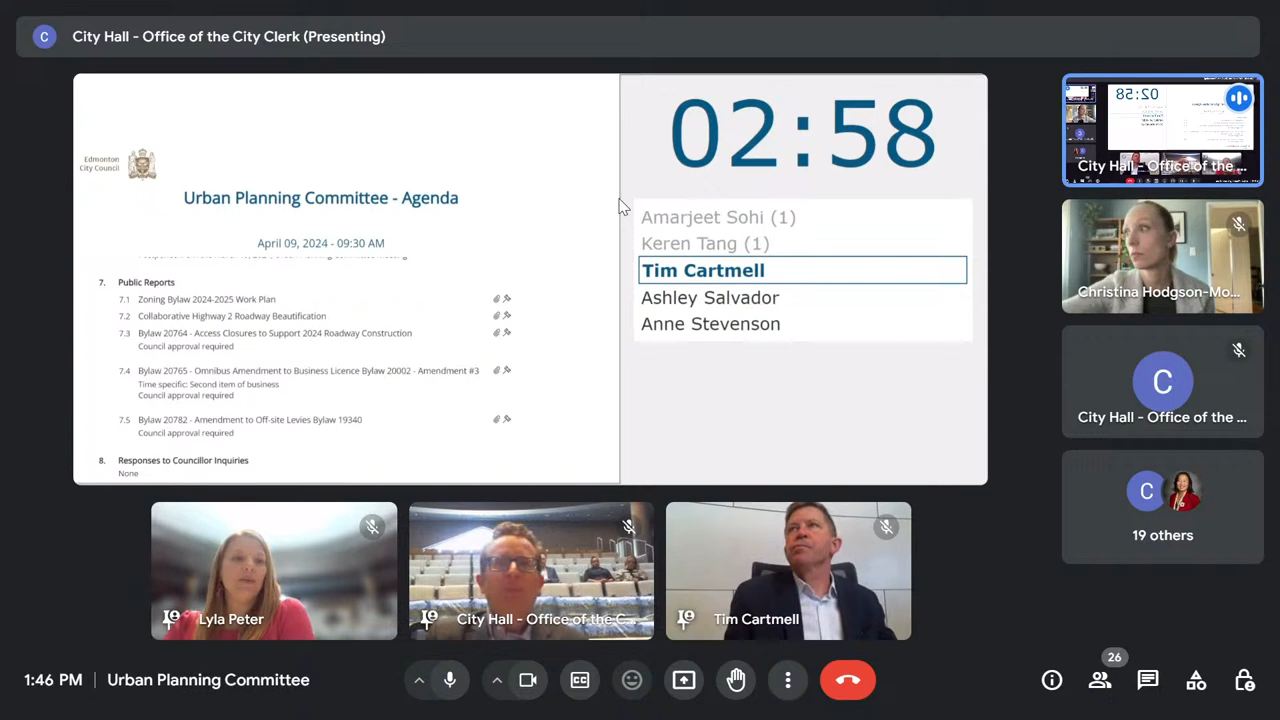 C City Hall - Office of the City Clerk (Presenting)
Edmonton
City Council
Urban Planning Committee - Agenda
April 09, 2024 - 09:30 AM
7. Public Reports
7.1 Zoning Bylaw 2024-2025 Work Plan
7.2 Collaborative Highway 2 Roadway Beautification
7.3 Bylaw 20764 - Access Closures to Support 2024 Roadway Construction
Council approval required
7.4 Bylaw 20765 - Omnibus Amendment to Business Licence Bylaw 20002 - Amendment #3
Time specific: Second item of business
Council approval required
7.5 Bylaw 20782 - Amendment to Off-site Levies Bylaw 19340
Council approval required
8. Responses to Councillor Inquiries
None
02:58
Amarjeet Sohi (1)
Keren Tang (1)
Tim Cartmell
Ashley Salvador
Anne Stevenson
02:58
City Hall - Office of the ...
Christina Hodgson-Mo...
C
City Hall - Office of the ...
C
19 others
Lyla Peter
City Hall - Office of the C...
Tim Cartmell
1:46 PM | Urban Planning Committee
26